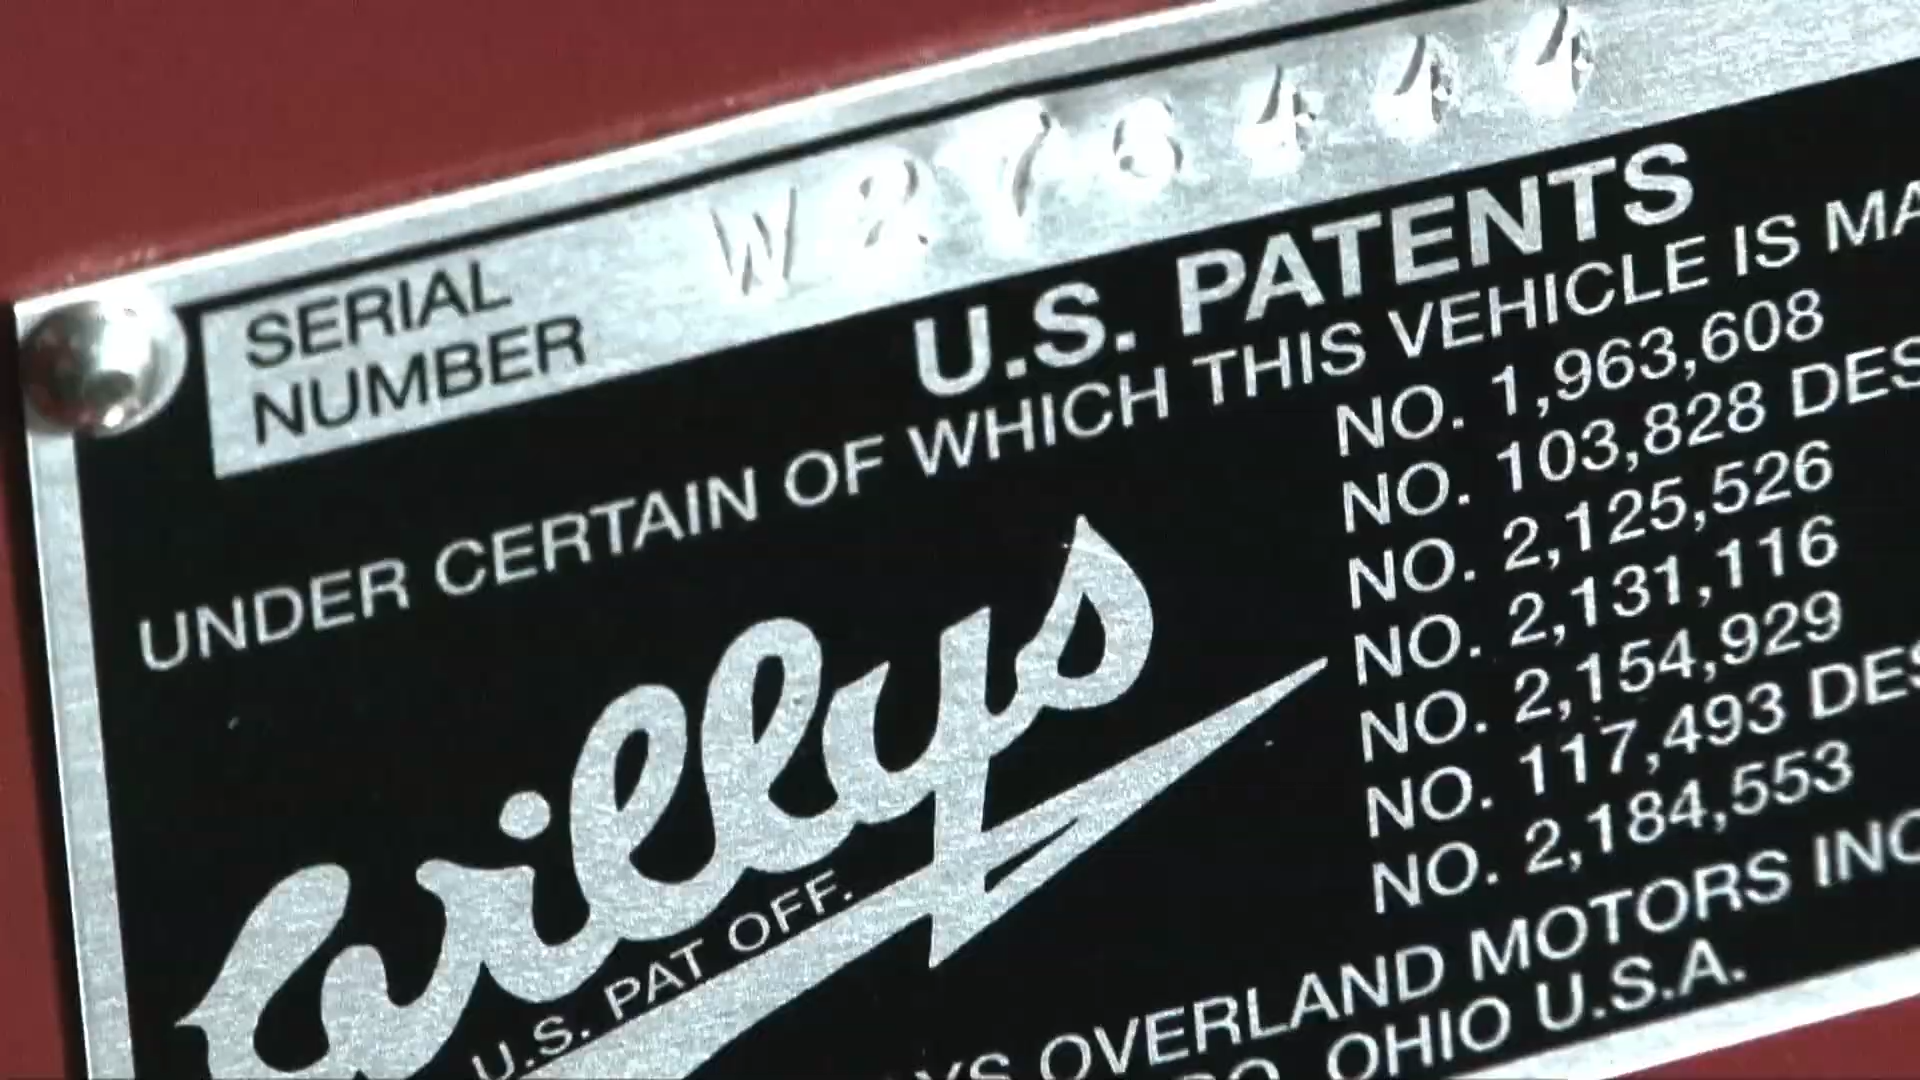 SERIAL
NUMBER
W276444
U.S. PATENTS
UNDER CERTAIN OF WHICH THIS VEHICLE IS MA
NO. 1,963,608
NO. 103,828 DES
NO. 2,125,526
NO. 2,131,116
NO. 2,154,929
NO. 117,493 DES
NO. 2,184,553
Willys
U.S. PAT OFF.
YS OVERLAND MOTORS INC
OHIO U.S.A.